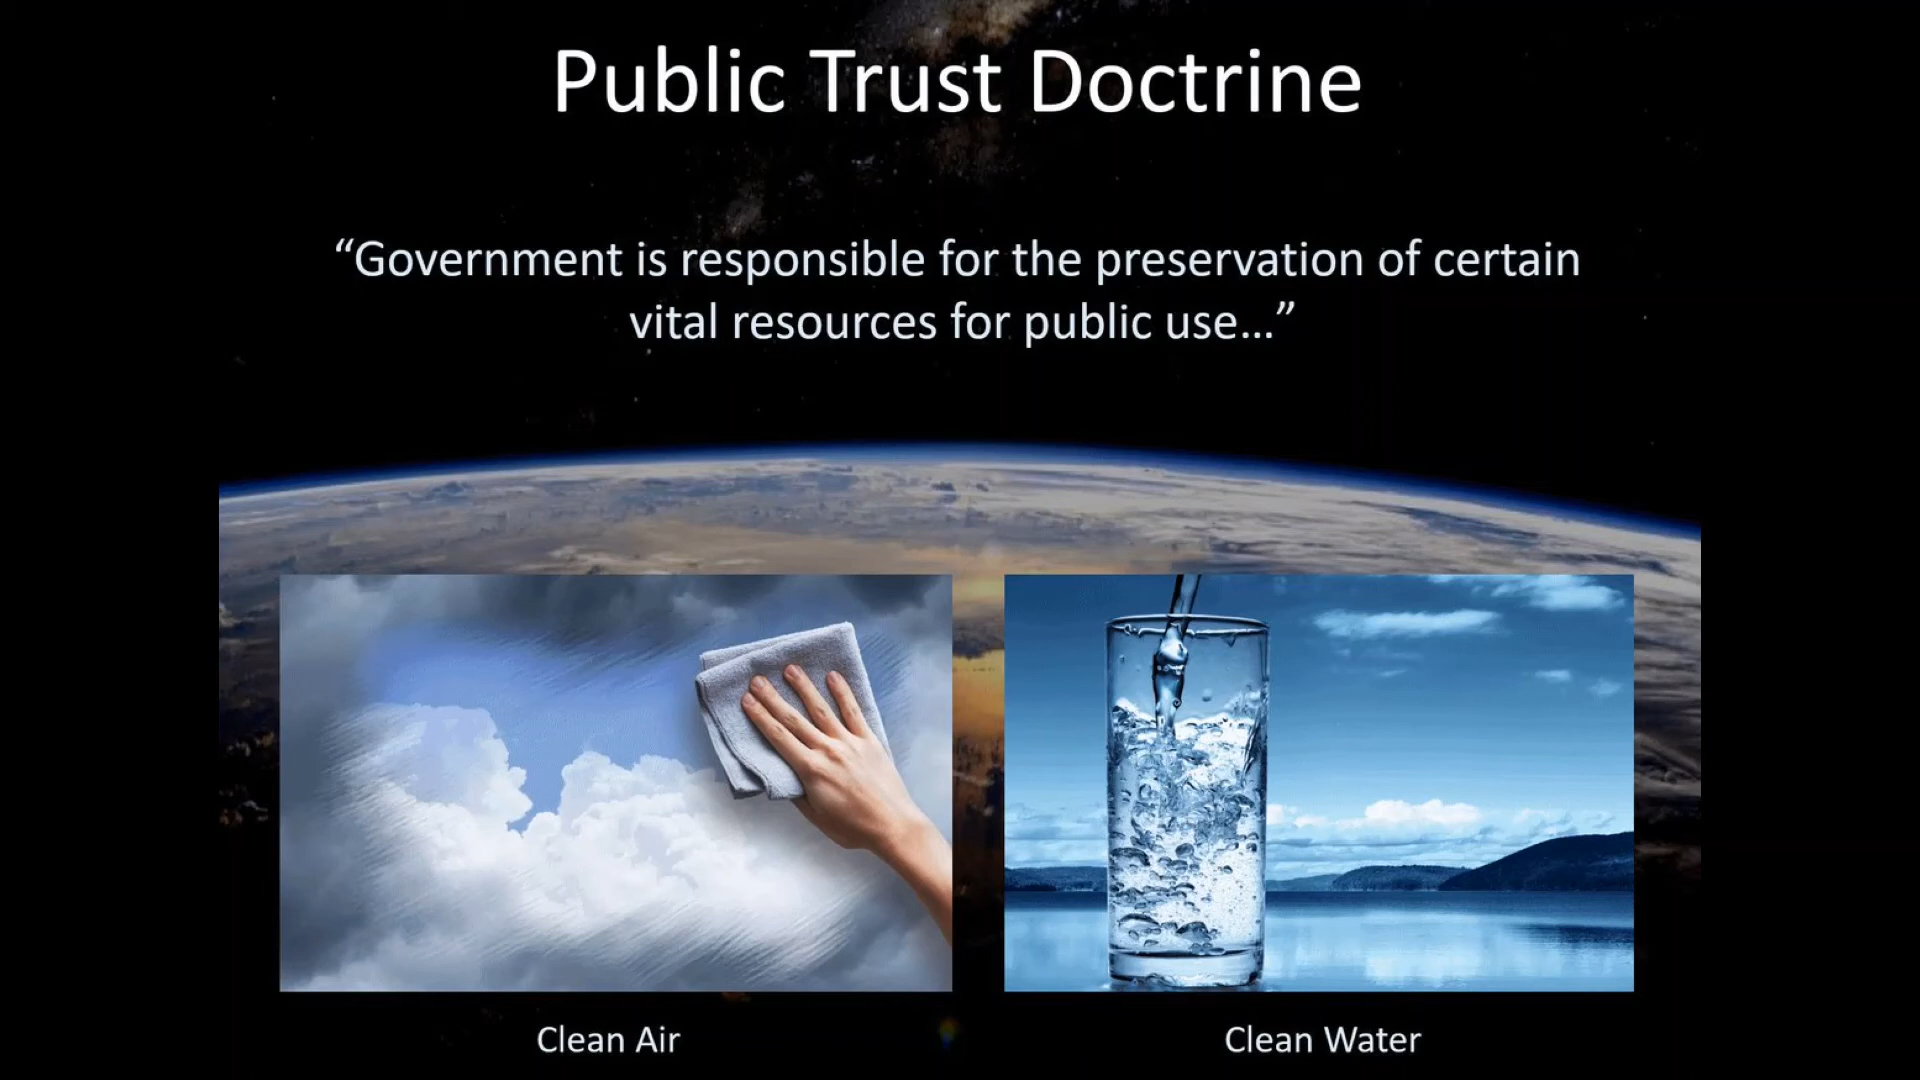 Public Trust Doctrine
“Government is responsible for the preservation of certain
vital resources for public use...”
Clean Air
Clean Water